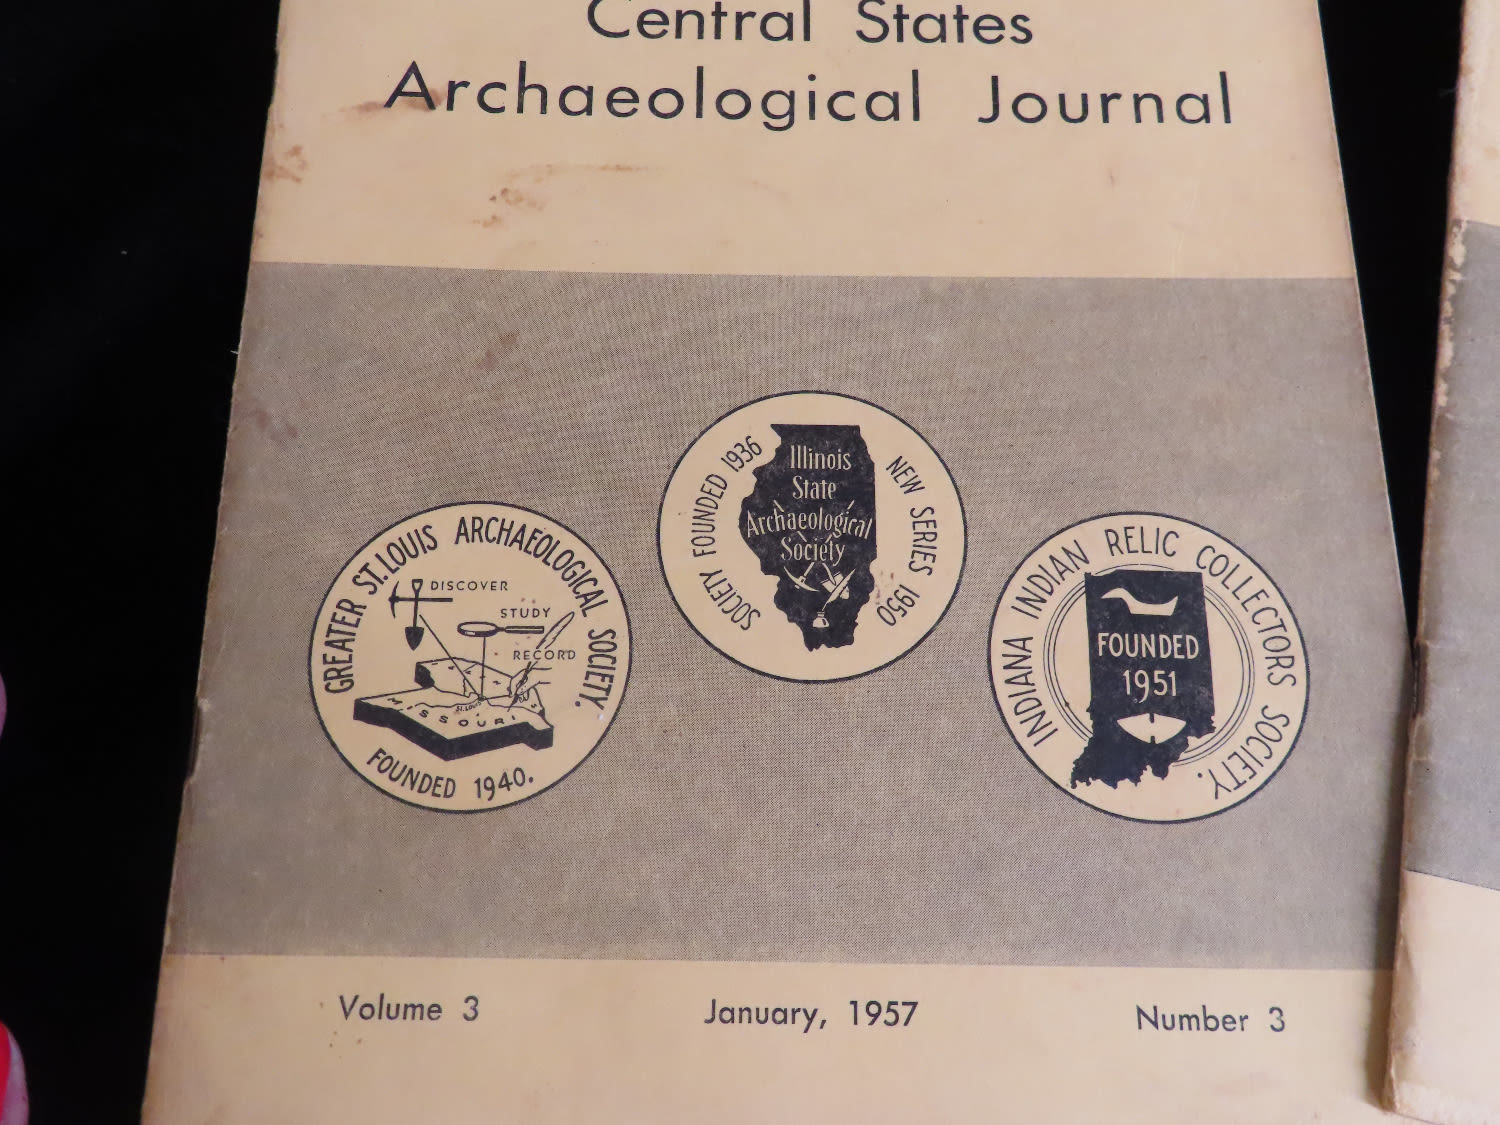 Central States
Archaeological Journal
GREATER ST. LOUIS ARCHAEOLOGICAL SOCIETY.
DISCOVER
STUDY
RECORD
ST. LOUIS
MISSOURI
FOUNDED 1940.
SOCIETY FOUNDED 1936
Illinois
State
Archaeological
Society
NEW SERIES 1950
INDIANA INDIAN RELIC COLLECTORS SOCIETY.
FOUNDED
1951
Volume 3
January, 1957
Number 3